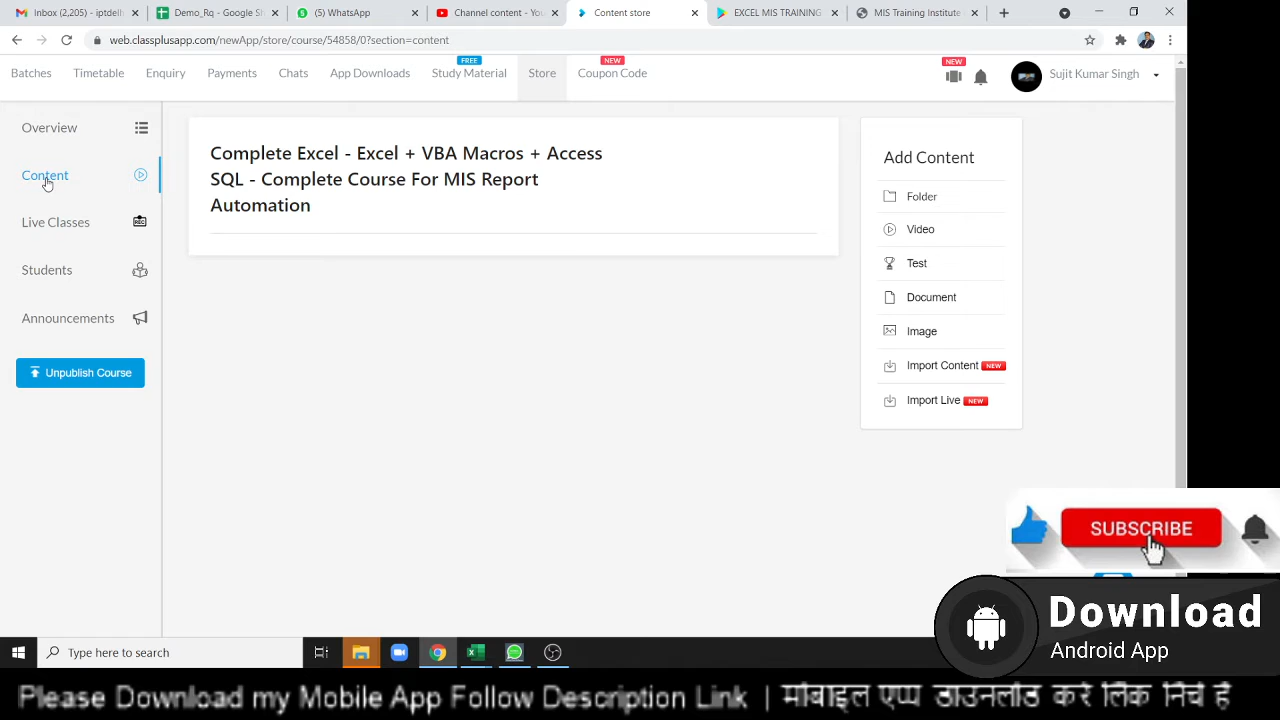 Inbox (2,205) - iptdelh
Demo_Rq - Google Sh
(5) WhatsApp
Channel content - You
Content store
EXCEL MIS TRAINING
MIS Training Institute
web.classplusapp.com/newApp/store/course/54858/0?section=content
Batches
Timetable
Enquiry
Payments
Chats
App Downloads
FREE
Study Material
Store
NEW
Coupon Code
NEW
Sujit Kumar Singh
Overview
Content
Live Classes
REC
Students
Announcements
Unpublish Course
Complete Excel - Excel + VBA Macros + Access
SQL - Complete Course For MIS Report
Automation
Add Content
Folder
Video
Test
Document
Image
Import Content NEW
Import Live NEW
SUBSCRIBE
Download
Android App
Type here to search
Please Download my Mobile App Follow Description Link | मोबाइल एप्प डाउनलोड करे लिंक निचे है